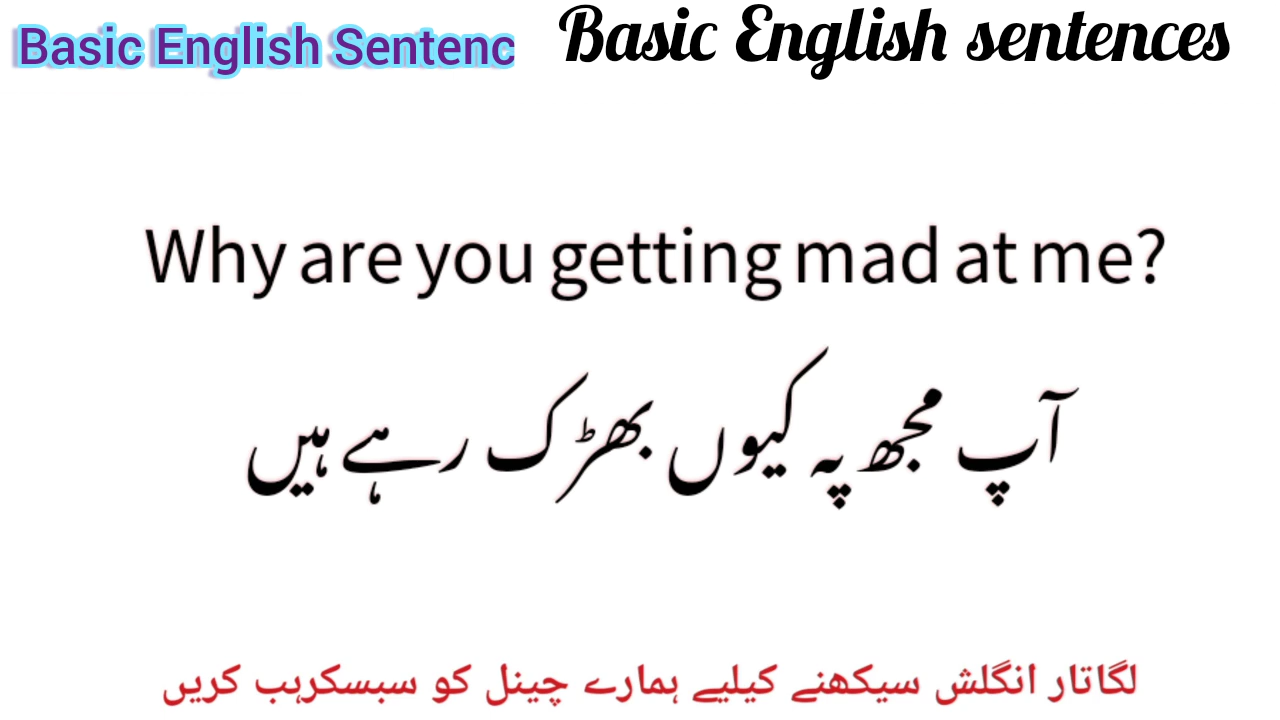 Basic English Sentenc
Basic English sentences
Why are you getting mad at me?
آپ مجھ پہ کیوں بھڑک رہے ہیں
لگاتار انگلش سیکھنے کیلیے ہمارے چینل کو سبسکرہب کریں